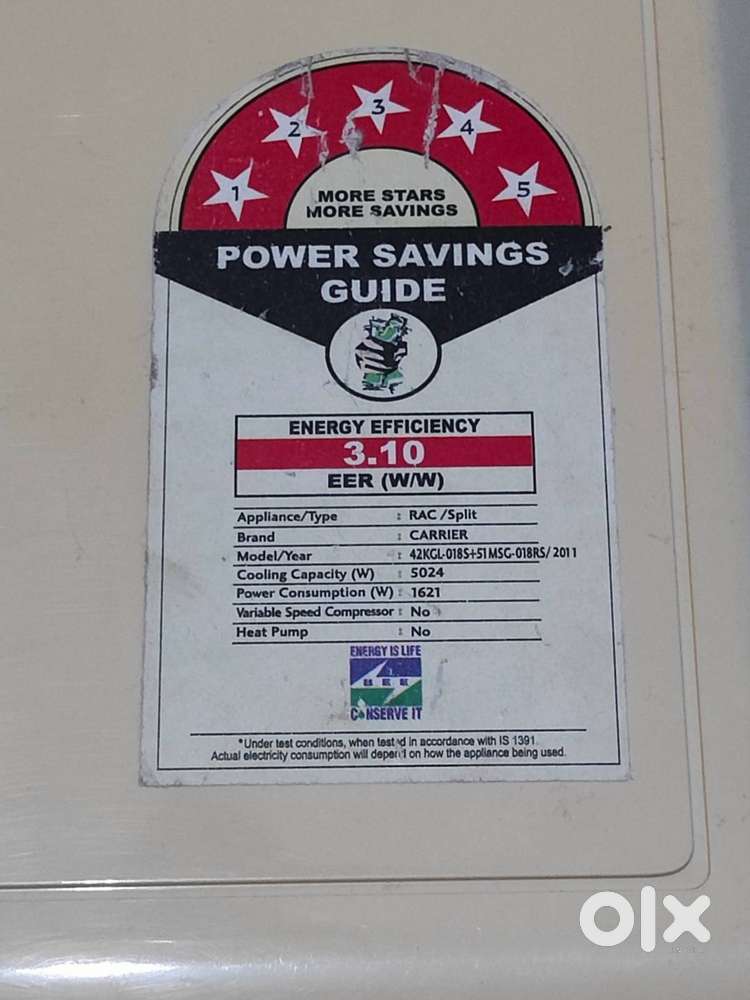 1 2 3 4 5
MORE STARS
MORE SAVINGS
POWER SAVINGS
GUIDE
ENERGY EFFICIENCY
3.10
EER (W/W)
Appliance/Type : RAC /Split
Brand : CARRIER
Model/Year : 42KGL-018S+51MSG-018RS/ 2011
Cooling Capacity (W) : 5024
Power Consumption (W) : 1621
Variable Speed Compressor : No
Heat Pump : No
ENERGY IS LIFE
BEE
CONSERVE IT
*Under test conditions, when tested in accordance with IS 1391.
Actual electricity consumption will depend on how the appliance being used.
olx